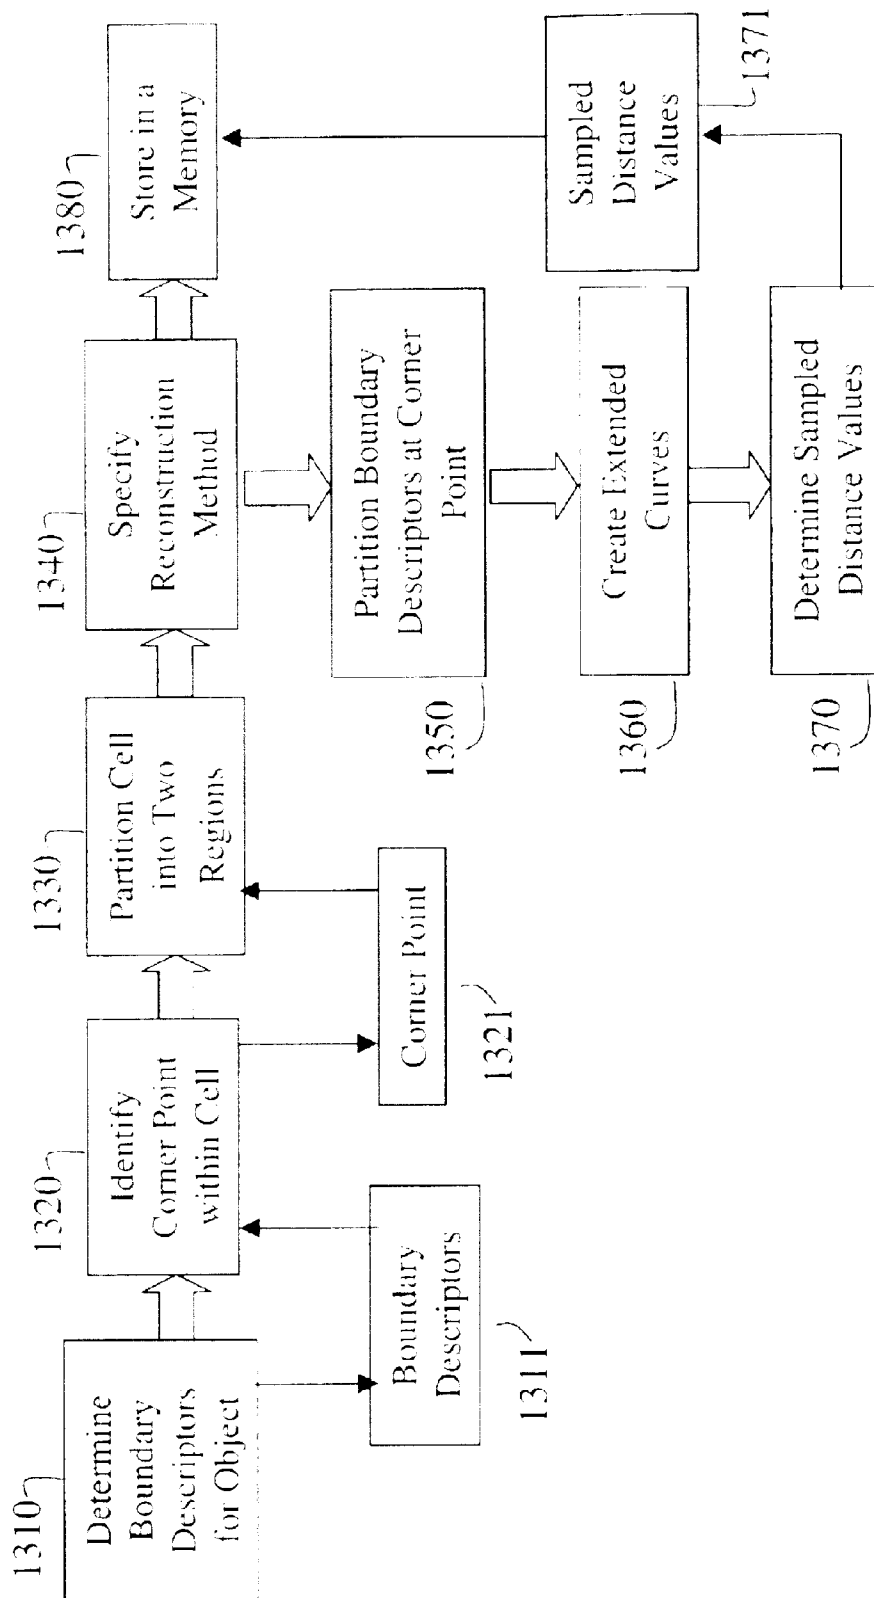 1310
Determine
Boundary
Descriptors
for Object
1320
Identify
Corner Point
within Cell
1330
Partition Cell
into Two
Regions
1340
Specify
Reconstruction
Method
1380
Store in a
Memory
Boundary
Descriptors
1311
Corner Point
1321
Partition Boundary
Descriptors at Corner
Point
1350
Create Extended
Curves
1360
Determine Sampled
Distance Values
1370
Sampled
Distance
Values
1371